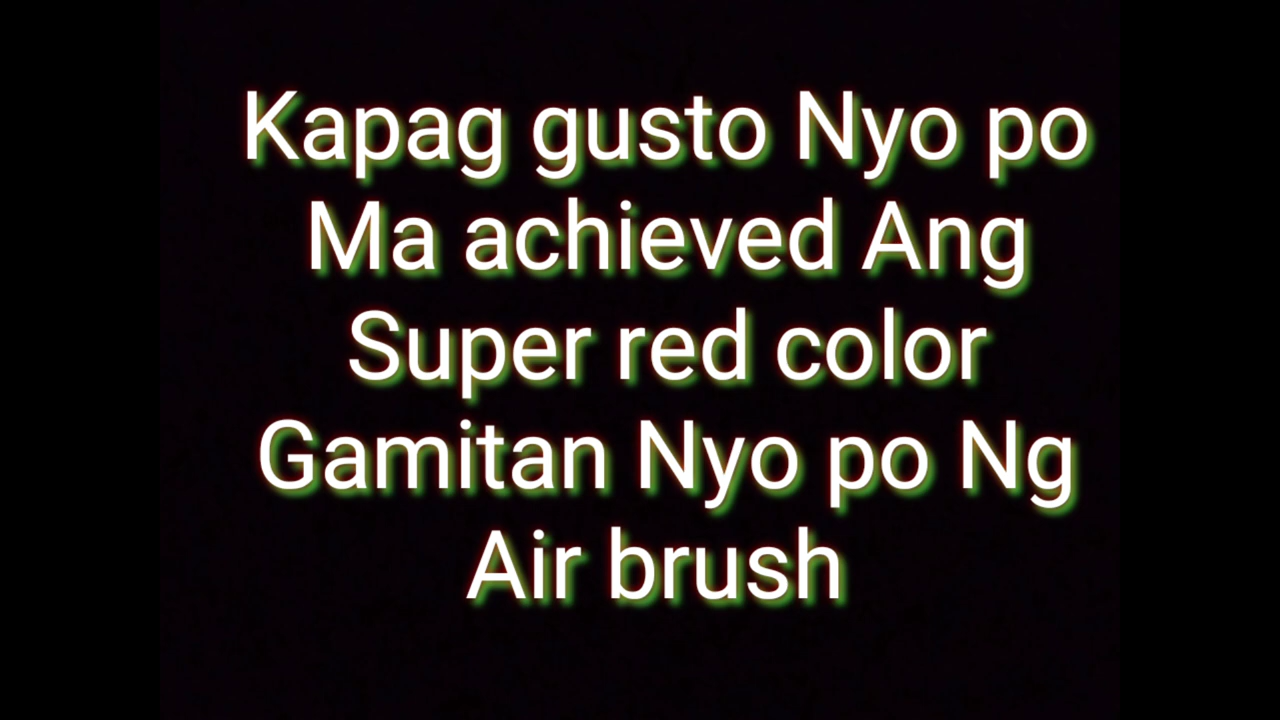 Kapag gusto Nyo po
Ma achieved Ang
Super red color
Gamitan Nyo po Ng
Air brush